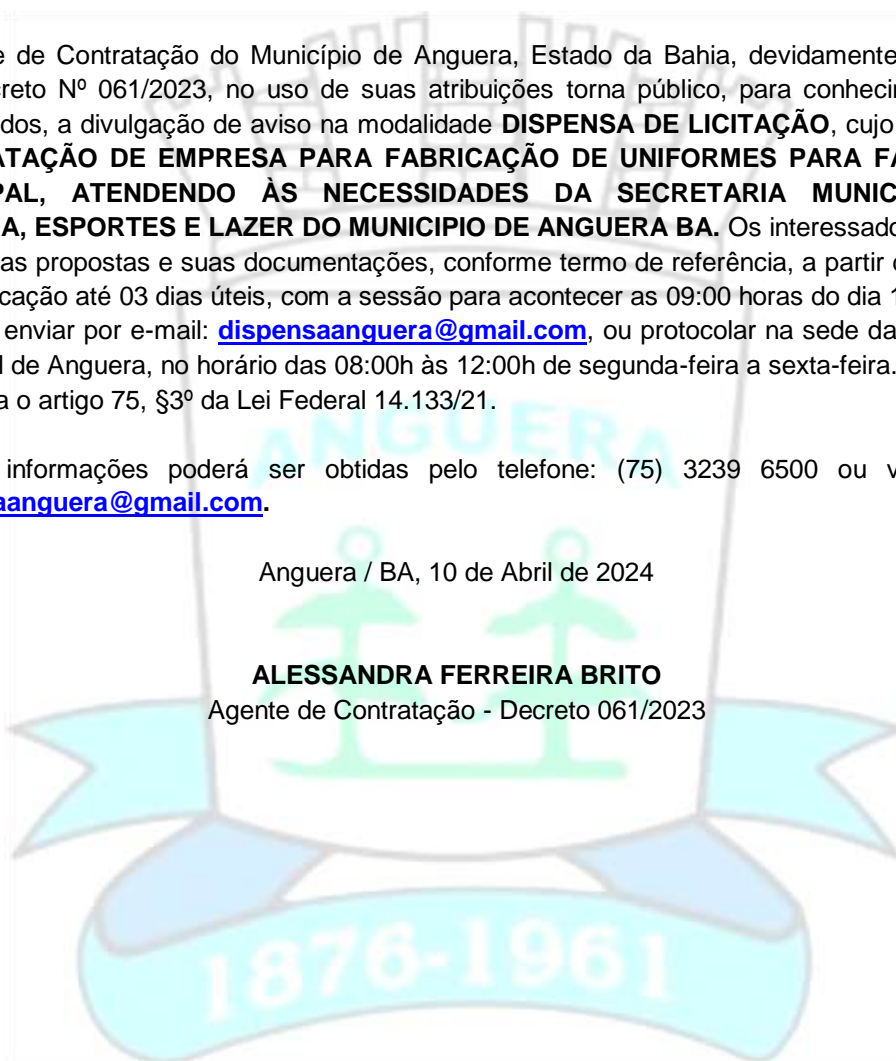 e de Contratação do Município de Anguera, Estado da Bahia, devidamente
creto Nº 061/2023, no uso de suas atribuições torna público, para conheci
dos, a divulgação de aviso na modalidade DISPENSA DE LICITAÇÃO, cujo
ATAÇÃO DE EMPRESA PARA FABRICAÇÃO DE UNIFORMES PARA FA
PAL, ATENDENDO ÀS NECESSIDADES DA SECRETARIA MUNIC
A, ESPORTES E LAZER DO MUNICIPIO DE ANGUERA BA. Os interessado
as propostas e suas documentações, conforme termo de referência, a partir
cação até 03 dias úteis, com a sessão para acontecer as 09:00 horas do dia 1
enviar por e-mail: dispensaanguera@gmail.com, ou protocolar na sede da
l de Anguera, no horário das 08:00h às 12:00h de segunda-feira a sexta-feira.
a o artigo 75, §3º da Lei Federal 14.133/21.
ANGUERA
informações poderá ser obtidas pelo telefone: (75) 3239 6500 ou v
aanguera@gmail.com.
Anguera / BA, 10 de Abril de 2024
ALESSANDRA FERREIRA BRITO
Agente de Contratação - Decreto 061/2023
1876-1961